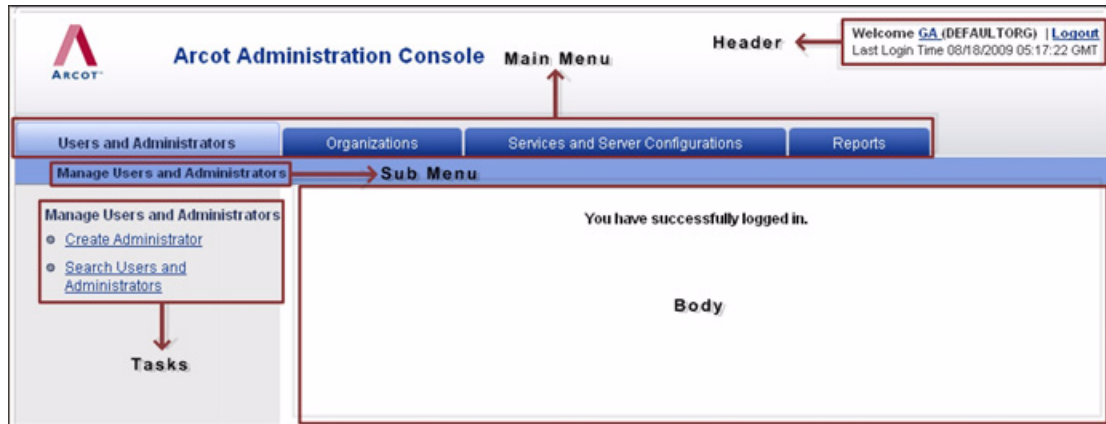 Welcome GA (DEFAULTORG) | Logout
Last Login Time 08/18/2009 05:17:22 GMT
Header
ARCOT
Arcot Administration Console
Main Menu
Users and Administrators
Organizations
Services and Server Configurations
Reports
Manage Users and Administrators
Sub Menu
Manage Users and Administrators
Create Administrator
Search Users and
Administrators
Tasks
You have successfully logged in.
Body